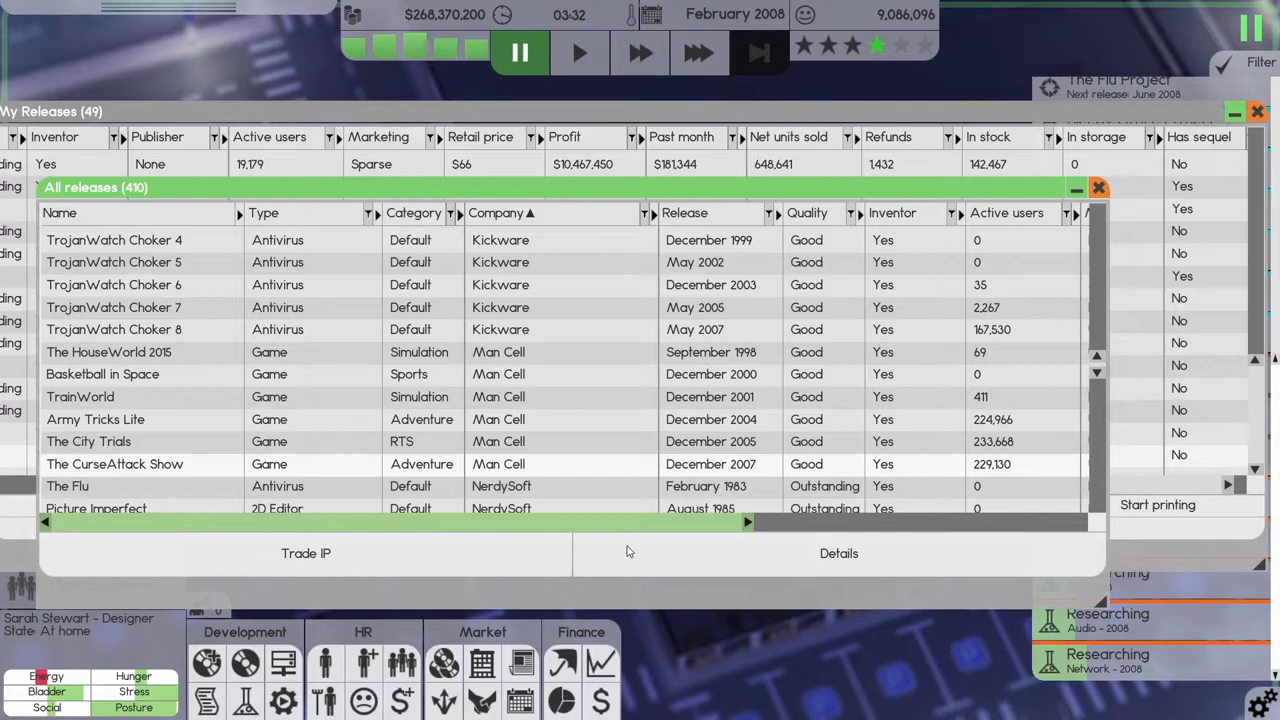 $268,370,200 03:32 February 2008 9,086,096
Filter
The Flu Project
Next release: June 2008
My Releases (49)
Inventor Publisher Active users Marketing Retail price Profit Past month Net units sold Refunds In stock In storage Has sequel
ding Yes None 19,179 Sparse $66 $10,467,450 $181,344 648,641 1,432 142,467 0 No
ding Yes
All releases (410)
Yes
Name Type Category Company Release Quality Inventor Active users
ding No
TrojanWatch Choker 4 Antivirus Default Kickware December 1999 Good Yes 0
ding No
TrojanWatch Choker 5 Antivirus Default Kickware May 2002 Good Yes 0
Yes
TrojanWatch Choker 6 Antivirus Default Kickware December 2003 Good Yes 35
No
TrojanWatch Choker 7 Antivirus Default Kickware May 2005 Good Yes 2,267
ding No
TrojanWatch Choker 8 Antivirus Default Kickware May 2007 Good Yes 167,530
ding No
The HouseWorld 2015 Game Simulation Man Cell September 1998 Good Yes 69
No
Basketball in Space Game Sports Man Cell December 2000 Good Yes 0
ding No
TrainWorld Game Simulation Man Cell December 2001 Good Yes 411
ding No
Army Tricks Lite Game Adventure Man Cell December 2004 Good Yes 224,966
No
The City Trials Game RTS Man Cell December 2005 Good Yes 233,668
No
The CurseAttack Show Game Adventure Man Cell December 2007 Good Yes 229,130
The Flu Antivirus Default NerdySoft February 1983 Outstanding Yes 0
Picture Imperfect 2D Editor Default NerdySoft August 1985 Outstanding Yes 0
Start printing
Trade IP Details
Researching
Audio - 2008
Researching
Network - 2008
Sarah Stewart - Designer
State: At home
Energy Hunger
Bladder Stress
Social Posture
0
Development HR Market Finance